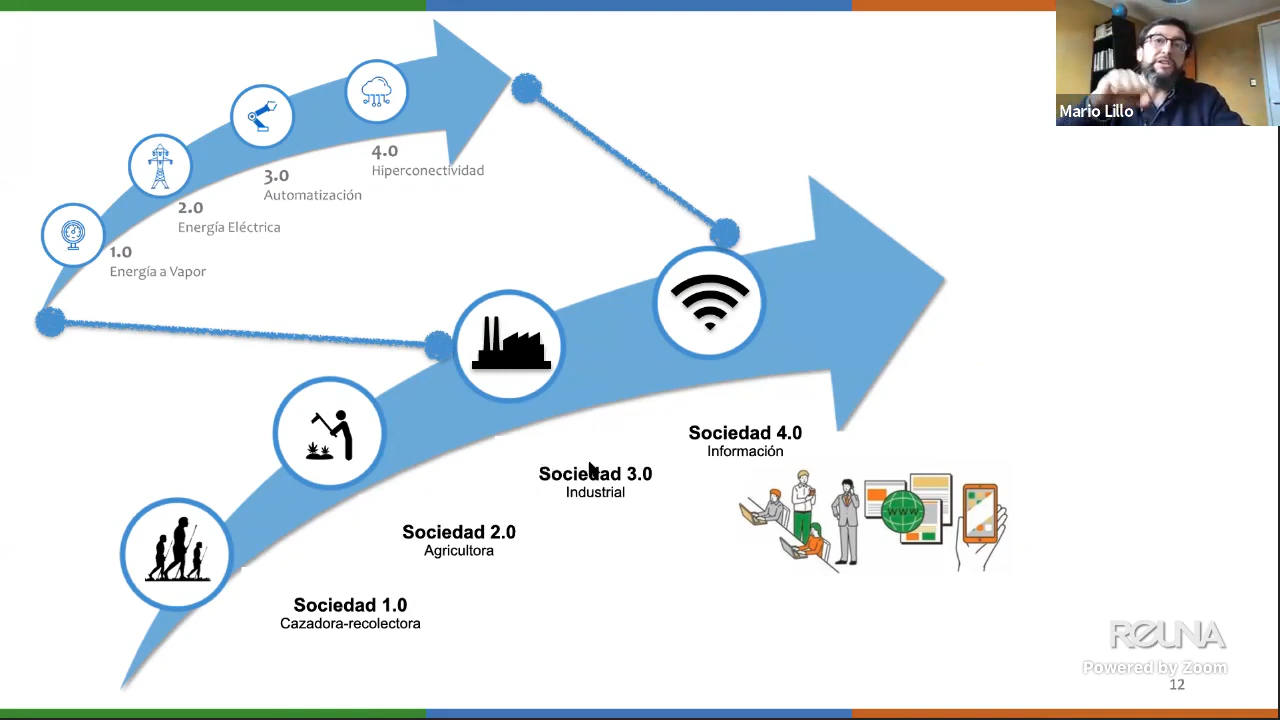 Mario Lillo
4.0
Hiperconectividad
3.0
Automatización
2.0
Energía Eléctrica
1.0
Energía a Vapor
Sociedad 4.0
Información
Sociedad 3.0
Industrial
Sociedad 2.0
Agricultora
Sociedad 1.0
Cazadora-recolectora
WWW
REUNA
Powered by Zoom
12